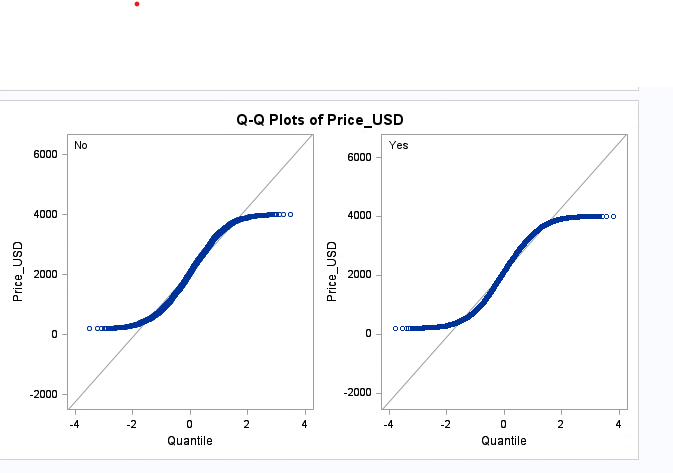 Q-Q Plots of Price_USD
No
Yes
6000
4000
2000
0
-2000
Price_USD
-4
-2
0
2
4
Quantile
6000
4000
2000
0
-2000
Price_USD
-4
-2
0
2
4
Quantile